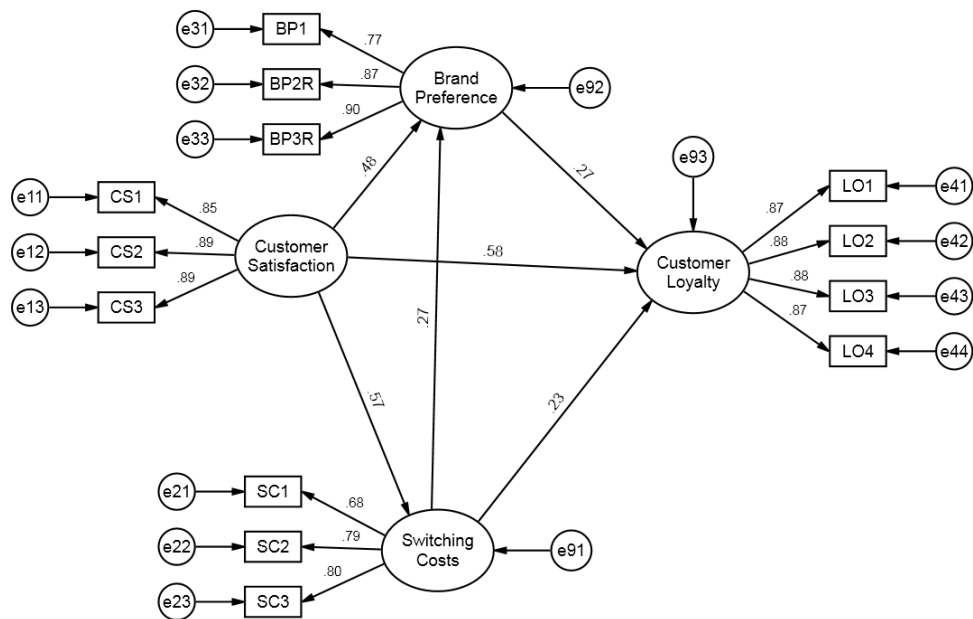 e31
BP1
.77
e32
BP2R
.87
e33
BP3R
.90
Brand
Preference
e92
.48
.27
e93
e11
CS1
.85
e12
CS2
.89
e13
CS3
.89
Customer
Satisfaction
.58
Customer
Loyalty
.87
LO1
e41
.88
LO2
e42
.88
LO3
e43
.87
LO4
e44
.27
.57
.23
e21
SC1
.68
e22
SC2
.79
e23
SC3
.80
Switching
Costs
e91